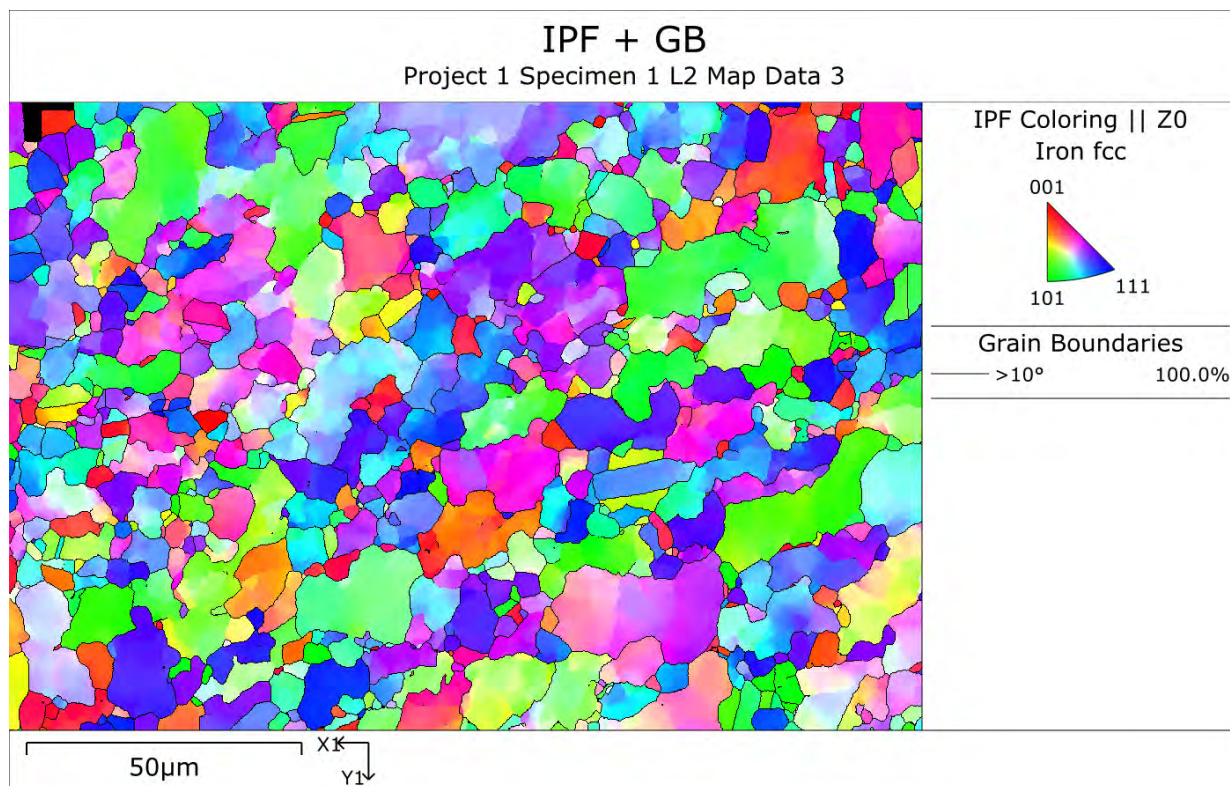 IPF + GB
Project 1 Specimen 1 L2 Map Data 3
IPF Coloring || Z0
Iron fcc
001
101
111
Grain Boundaries
>10° 100.0%
50µm
X1
Y1